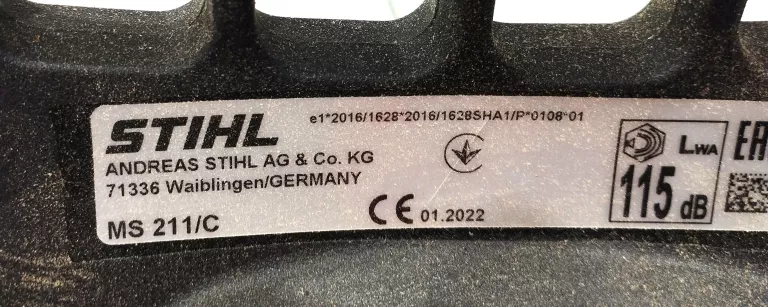 e1*2016/1628*2016/1628SHA1/P*0108*01
STIHL
ANDREAS STIHL AG & Co. KG
71336 Waiblingen/GERMANY
MS 211/C
CE 01.2022
LWA
115 dB